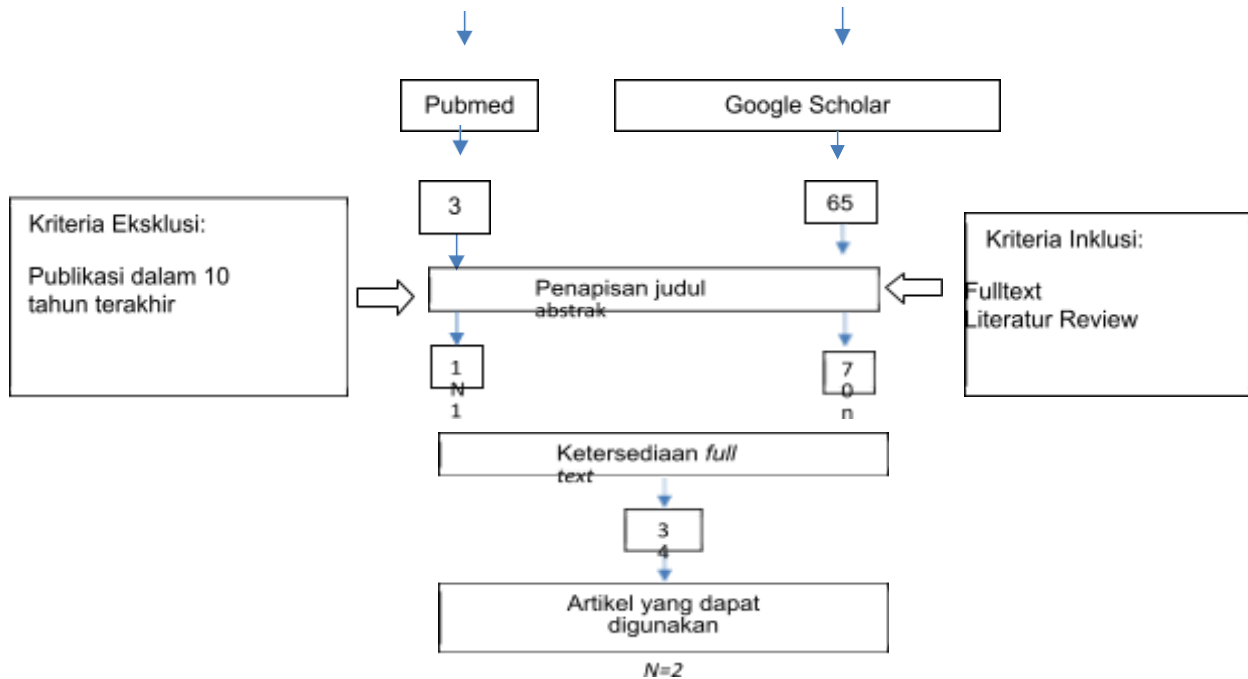 Pubmed
Google Scholar
3
65
Kriteria Eksklusi:
Publikasi dalam 10
tahun terakhir
Kriteria Inklusi:
Fulltext
Literatur Review
Penapisan judul
abstrak
1
N
1
7
0
n
Ketersediaan full
text
3
4
Artikel yang dapat
digunakan
N=2